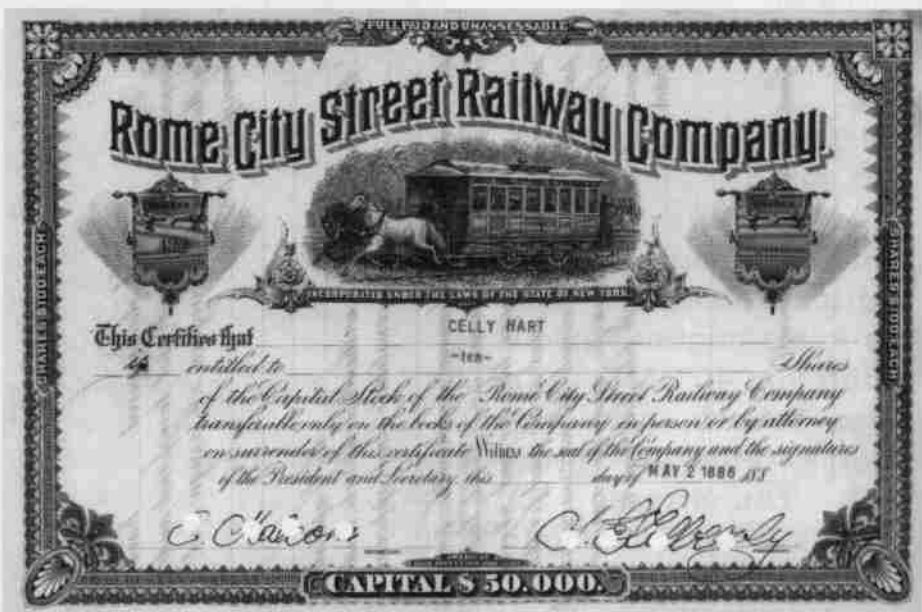 FULL PAID AND UNASSESSABLE
Rome City Street Railway Company.
SHARES $100 EACH
SHARES $100 EACH
INCORPORATED UNDER THE LAWS OF THE STATE OF NEW YORK
This Certifies that CELLY HART
is entitled to -ten- Shares
of the Capital Stock of the Rome City Street Railway Company
transferable only on the books of the Company in person or by attorney
on surrender of this certificate Witness the seal of the Company and the signatures
of the President and Secretary this day of MAY 2 1886 188
CAPITAL $ 50.000.